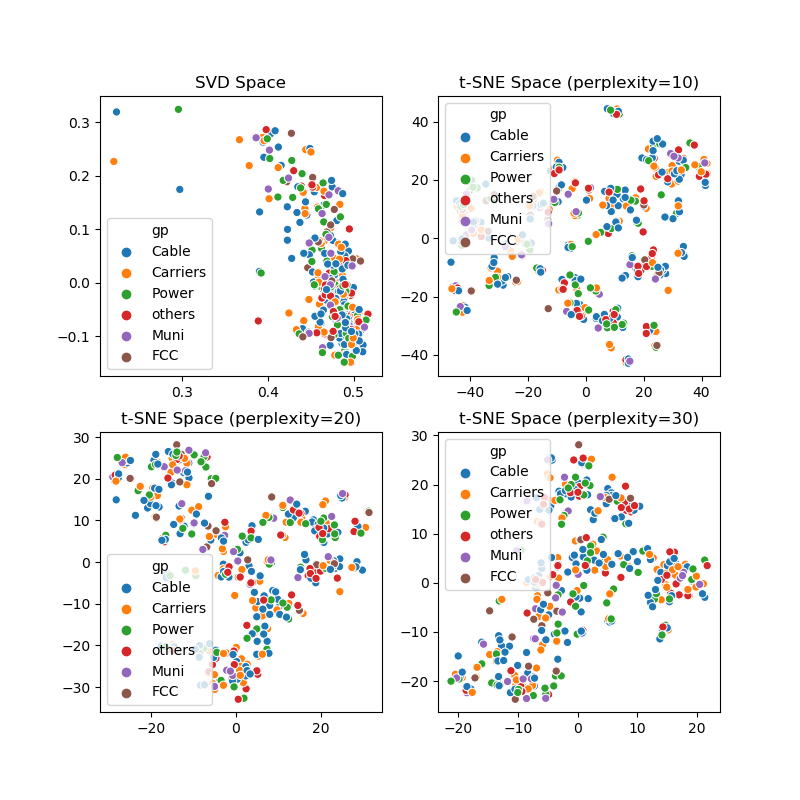 SVD Space
0.3
0.2
0.1
0.0
−0.1
gp
Cable
Carriers
Power
others
Muni
FCC
0.3 0.4 0.5
t-SNE Space (perplexity=10)
40
20
0
−20
−40
gp
Cable
Carriers
Power
others
Muni
FCC
−40 −20 0 20 40
t-SNE Space (perplexity=20)
30
20
10
0
−10
−20
−30
gp
Cable
Carriers
Power
others
Muni
FCC
−20 0 20
t-SNE Space (perplexity=30)
30
20
10
0
−10
−20
gp
Cable
Carriers
Power
others
Muni
FCC
−20 −10 0 10 20